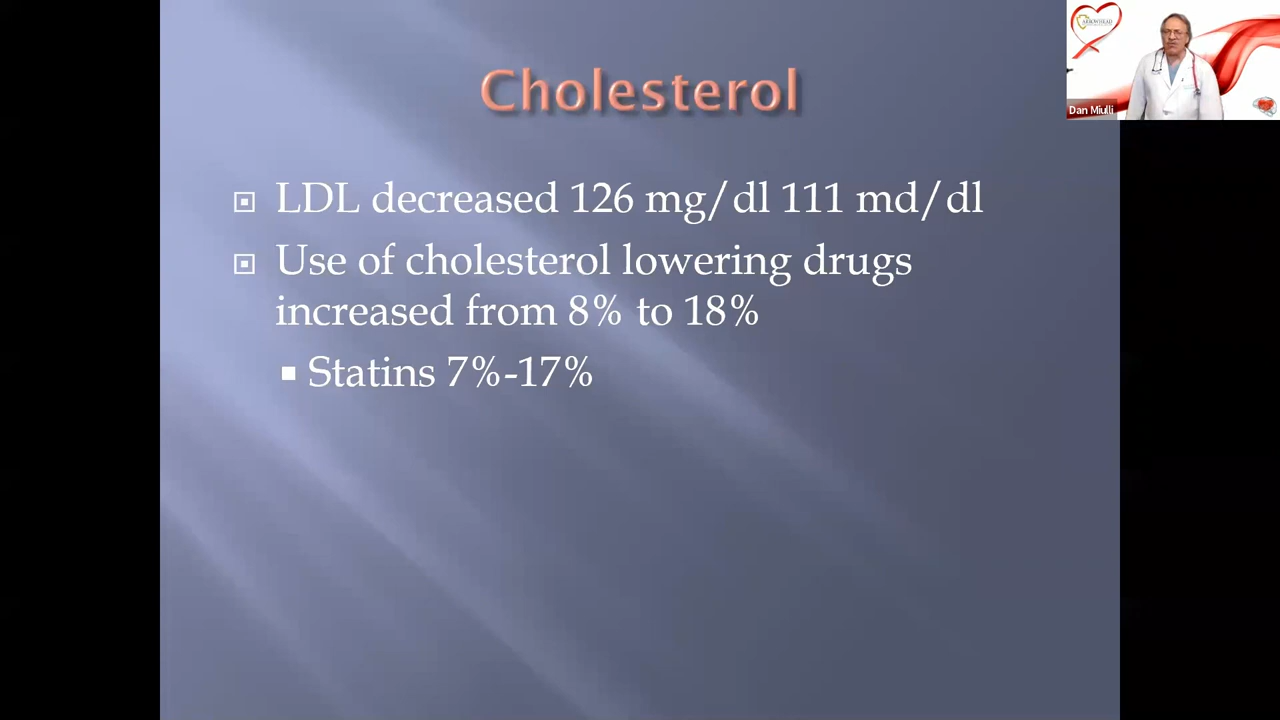 Cholesterol
LDL decreased 126 mg/dl 111 md/dl
Use of cholesterol lowering drugs
increased from 8% to 18%
Statins 7%-17%
ARROWHEAD
Dan Miulli